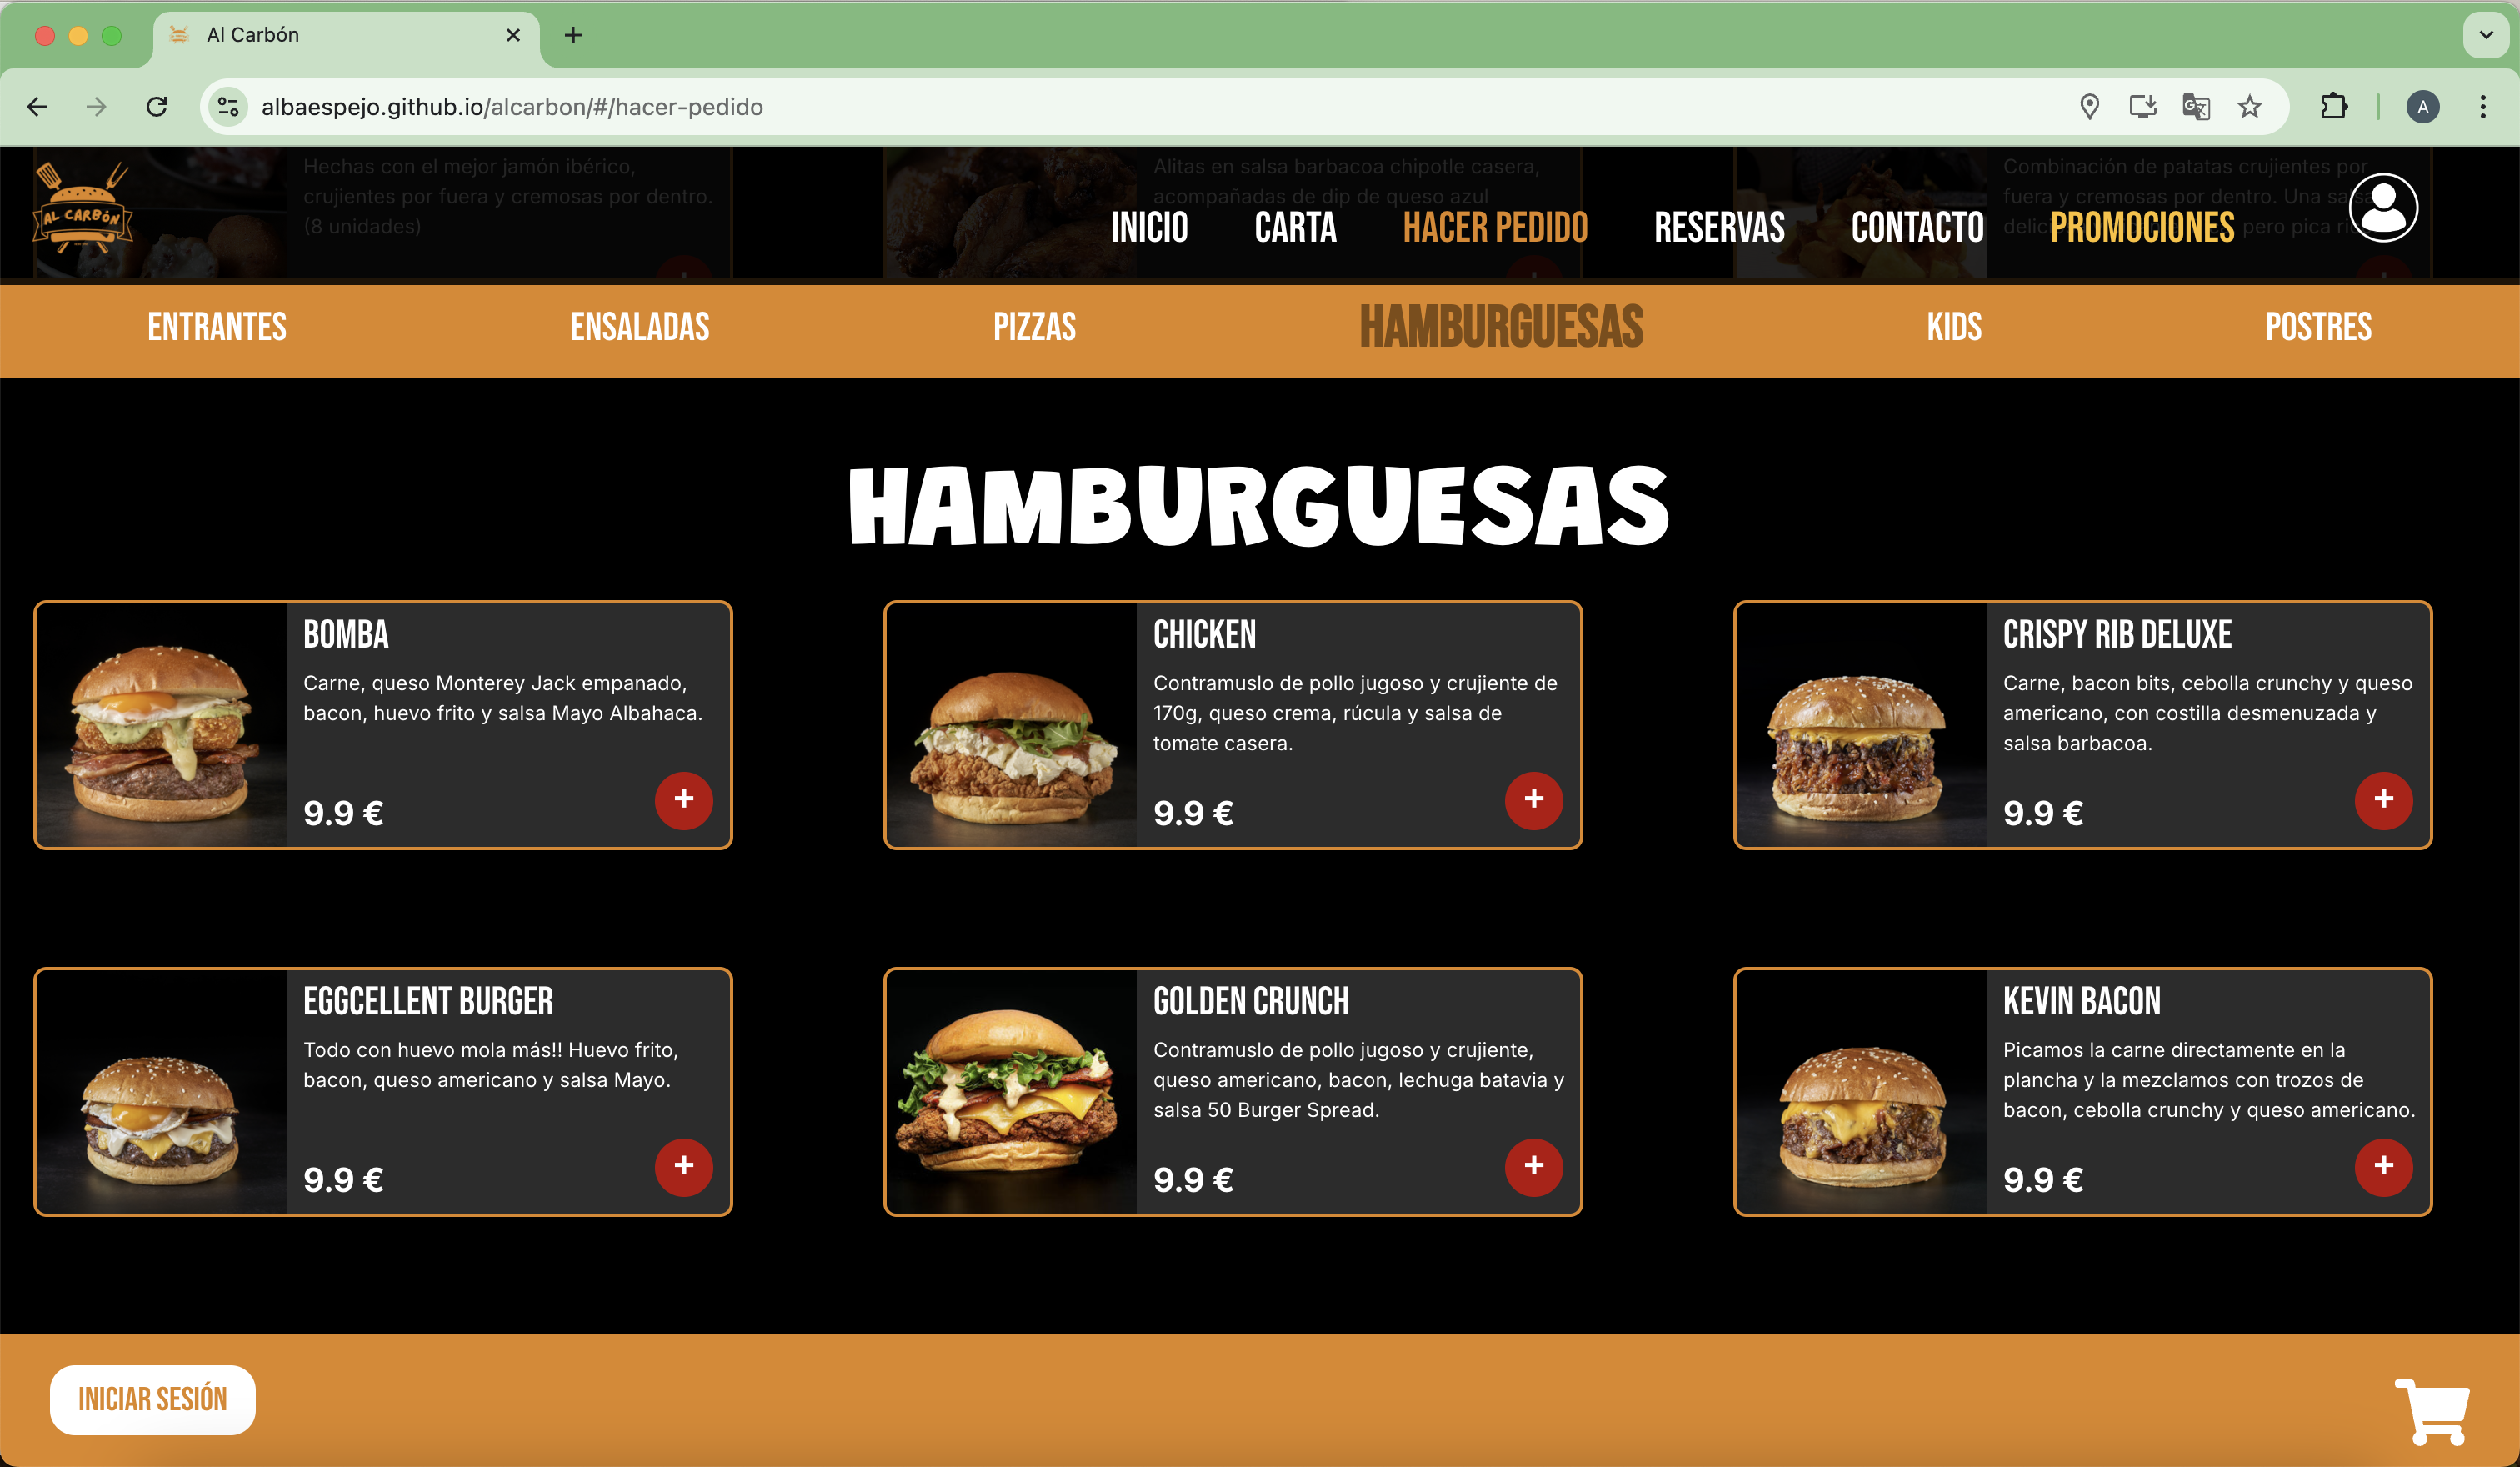 Al Carbón
albaespejo.github.io/alcarbon/#/hacer-pedido
A
Hechas con el mejor jamón ibérico,
crujientes por fuera y cremosas por dentro.
(8 unidades)
Alitas en salsa barbacoa chipotle casera,
acompañadas de dip de queso azul
Combinación de patatas crujientes por
fuera y cremosas por dentro. Una
pero pica
AL CARBÓN
INICIO
CARTA
HACER PEDIDO
RESERVAS
CONTACTO
PROMOCIONES
ENTRANTES
ENSALADAS
PIZZAS
HAMBURGUESAS
KIDS
POSTRES
HAMBURGUESAS
BOMBA
Carne, queso Monterey Jack empanado,
bacon, huevo frito y salsa Mayo Albahaca.
9.9 €
+
CHICKEN
Contramuslo de pollo jugoso y crujiente de
170g, queso crema, rúcula y salsa de
tomate casera.
9.9 €
+
CRISPY RIB DELUXE
Carne, bacon bits, cebolla crunchy y queso
americano, con costilla desmenuzada y
salsa barbacoa.
9.9 €
+
EGGCELLENT BURGER
Todo con huevo mola más!! Huevo frito,
bacon, queso americano y salsa Mayo.
9.9 €
+
GOLDEN CRUNCH
Contramuslo de pollo jugoso y crujiente,
queso americano, bacon, lechuga batavia y
salsa 50 Burger Spread.
9.9 €
+
KEVIN BACON
Picamos la carne directamente en la
plancha y la mezclamos con trozos de
bacon, cebolla crunchy y queso americano.
9.9 €
+
INICIAR SESIÓN